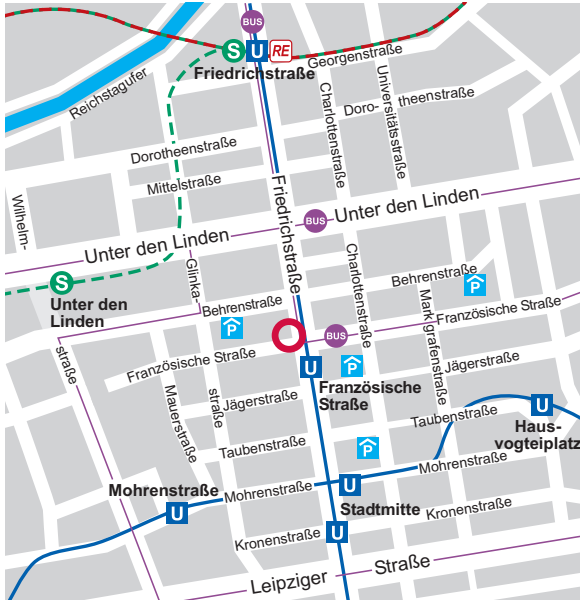 BUS
S
U
RE
Friedrichstraße
Georgenstraße
Reichstagufer
Charlottenstraße
Universitätsstraße
Doro-
theenstraße
Dorotheenstraße
Mittelstraße
Friedrichstraße
Wilhelm-
BUS
Unter den Linden
Unter den Linden
Glinka-
Charlottenstraße
S
Unter den
Linden
Behrenstraße
P
Behrenstraße
P
Markgrafenstraße
Französische Straße
BUS
straße
Französische Straße
U
P
Französische
Straße
Jägerstraße
Mauerstraße
straße
Jägerstraße
Taubenstraße
U
Haus-
vogteiplatz
Taubenstraße
P
Mohrenstraße
Mohrenstraße
U
Mohrenstraße
U
Stadtmitte
Kronenstraße
Kronenstraße
U
Leipziger
Straße